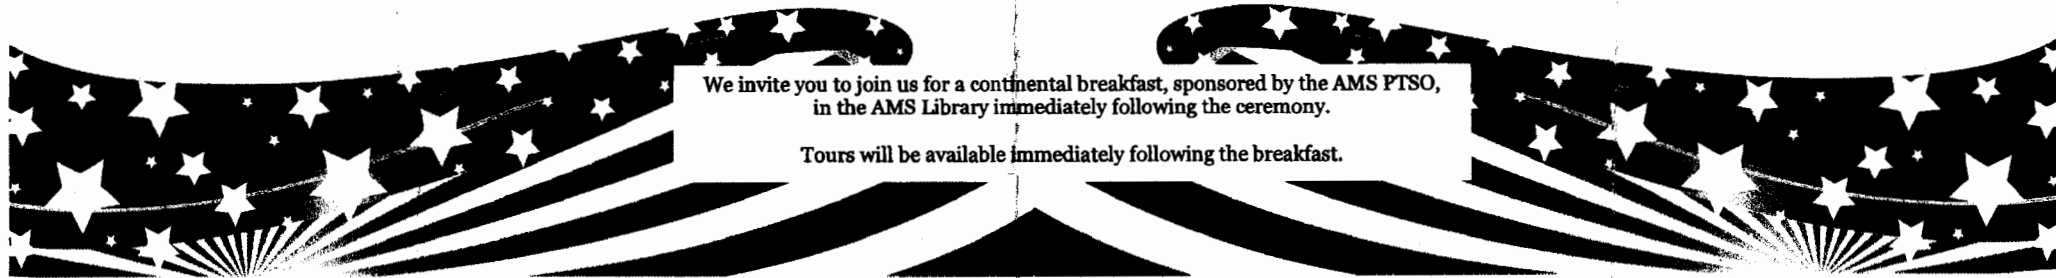 We invite you to join us for a continental breakfast, sponsored by the AMS PTSO,
in the AMS Library immediately following the ceremony.
Tours will be available immediately following the breakfast.